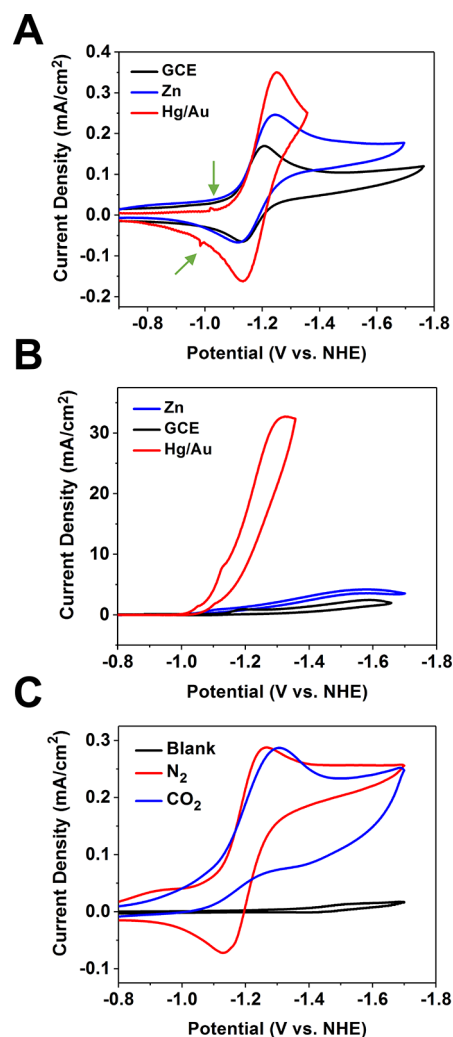 A
Current Density (mA/cm²)
0.4
0.3
0.2
0.1
0.0
-0.1
-0.2
GCE
Zn
Hg/Au
-0.8 -1.0 -1.2 -1.4 -1.6 -1.8
Potential (V vs. NHE)
B
Current Density (mA/cm²)
30
20
10
0
Zn
GCE
Hg/Au
-0.8 -1.0 -1.2 -1.4 -1.6 -1.8
Potential (V vs. NHE)
C
Current Density (mA/cm²)
0.3
0.2
0.1
0.0
-0.1
Blank
N₂
CO₂
-0.8 -1.0 -1.2 -1.4 -1.6 -1.8
Potential (V vs. NHE)